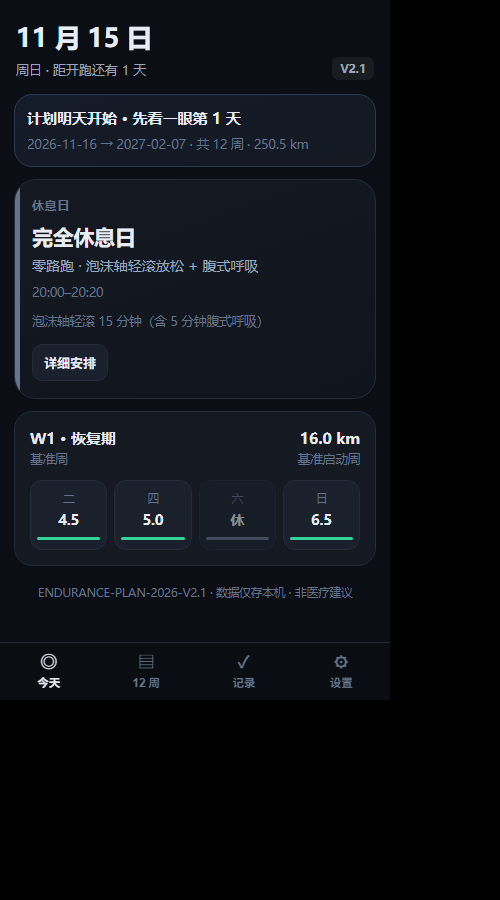 11 月 15 日
周日 · 距开跑还有 1 天
V2.1
计划明天开始 · 先看一眼第 1 天
2026-11-16 → 2027-02-07 · 共 12 周 · 250.5 km
休息日
完全休息日
零路跑 · 泡沫轴轻滚放松 + 腹式呼吸
20:00–20:20
泡沫轴轻滚 15 分钟（含 5 分钟腹式呼吸）
详细安排
W1 · 恢复期
16.0 km
基准周
基准启动周
二 四 六 日
4.5 5.0 休 6.5
ENDURANCE-PLAN-2026-V2.1 · 数据仅存本机 · 非医疗建议
今天 12 周 记录 设置